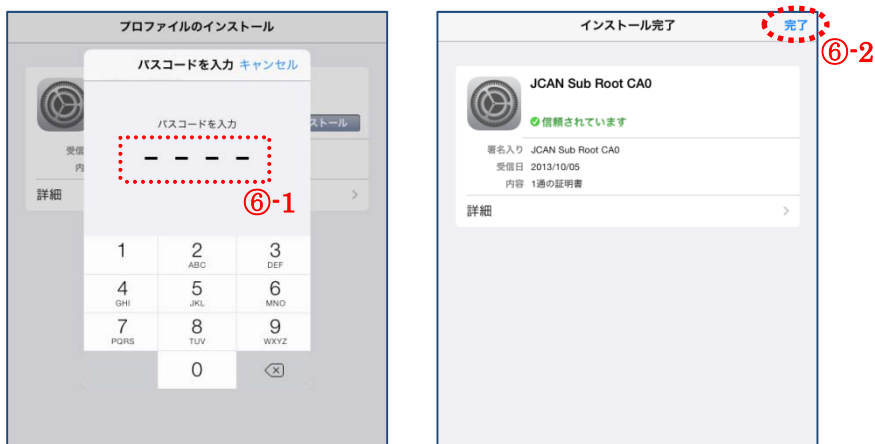 プロファイルのインストール
パスコードを入力 キャンセル
パスコードを入力
ストール
受信
内
詳細
⑥-1
1
2
ABC
3
DEF
4
GHI
5
JKL
6
MNO
7
PQRS
8
TUV
9
WXYZ
0
インストール完了 完了
⑥-2
JCAN Sub Root CA0
信頼されています
署名入り JCAN Sub Root CA0
受信日 2013/10/05
内容 1通の証明書
詳細